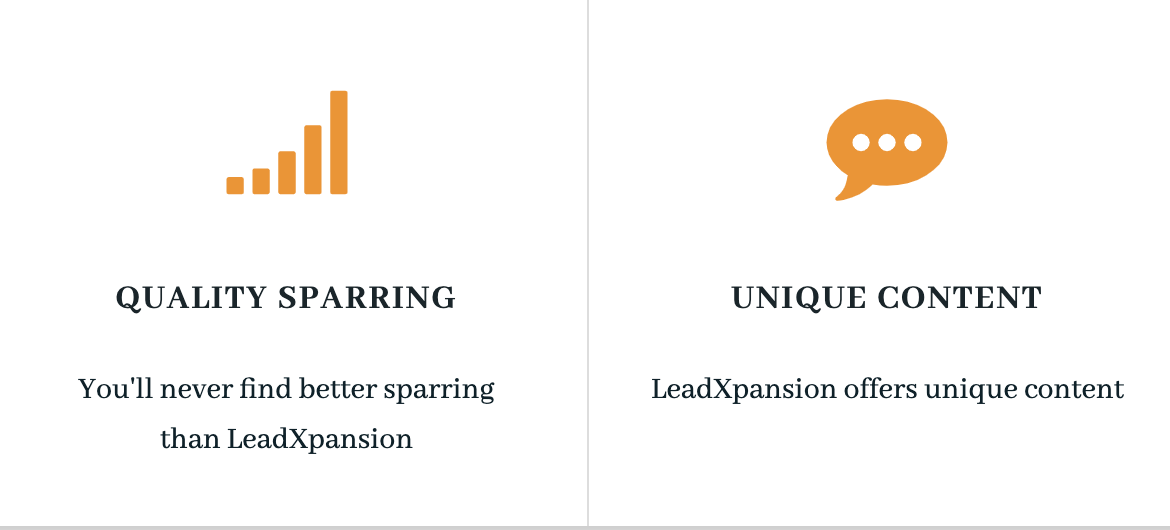 QUALITY SPARRING
You'll never find better sparring
than LeadXpansion
UNIQUE CONTENT
LeadXpansion offers unique content